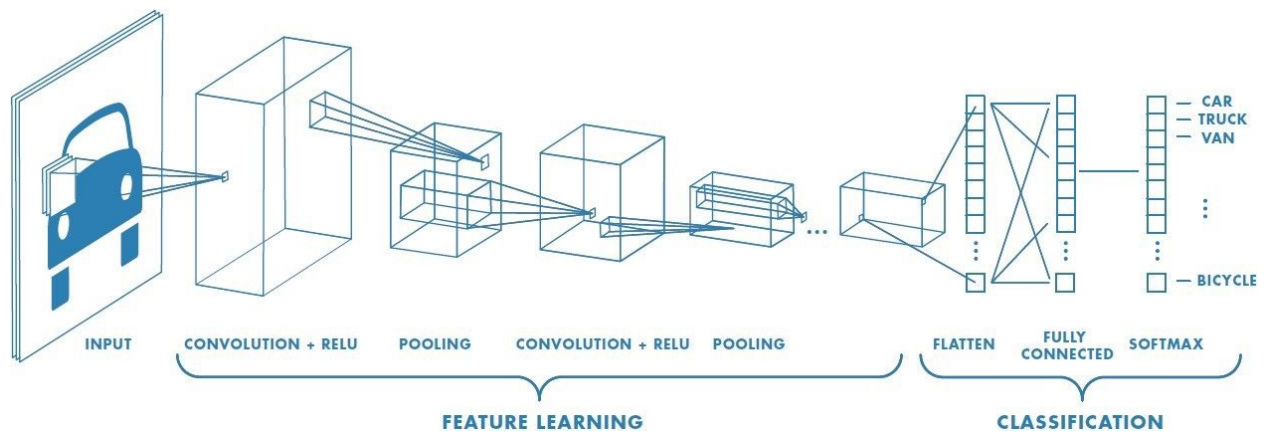 CAR
TRUCK
VAN
BICYCLE
INPUT
CONVOLUTION + RELU
POOLING
CONVOLUTION + RELU
POOLING
FLATTEN
FULLY
CONNECTED
SOFTMAX
FEATURE LEARNING
CLASSIFICATION